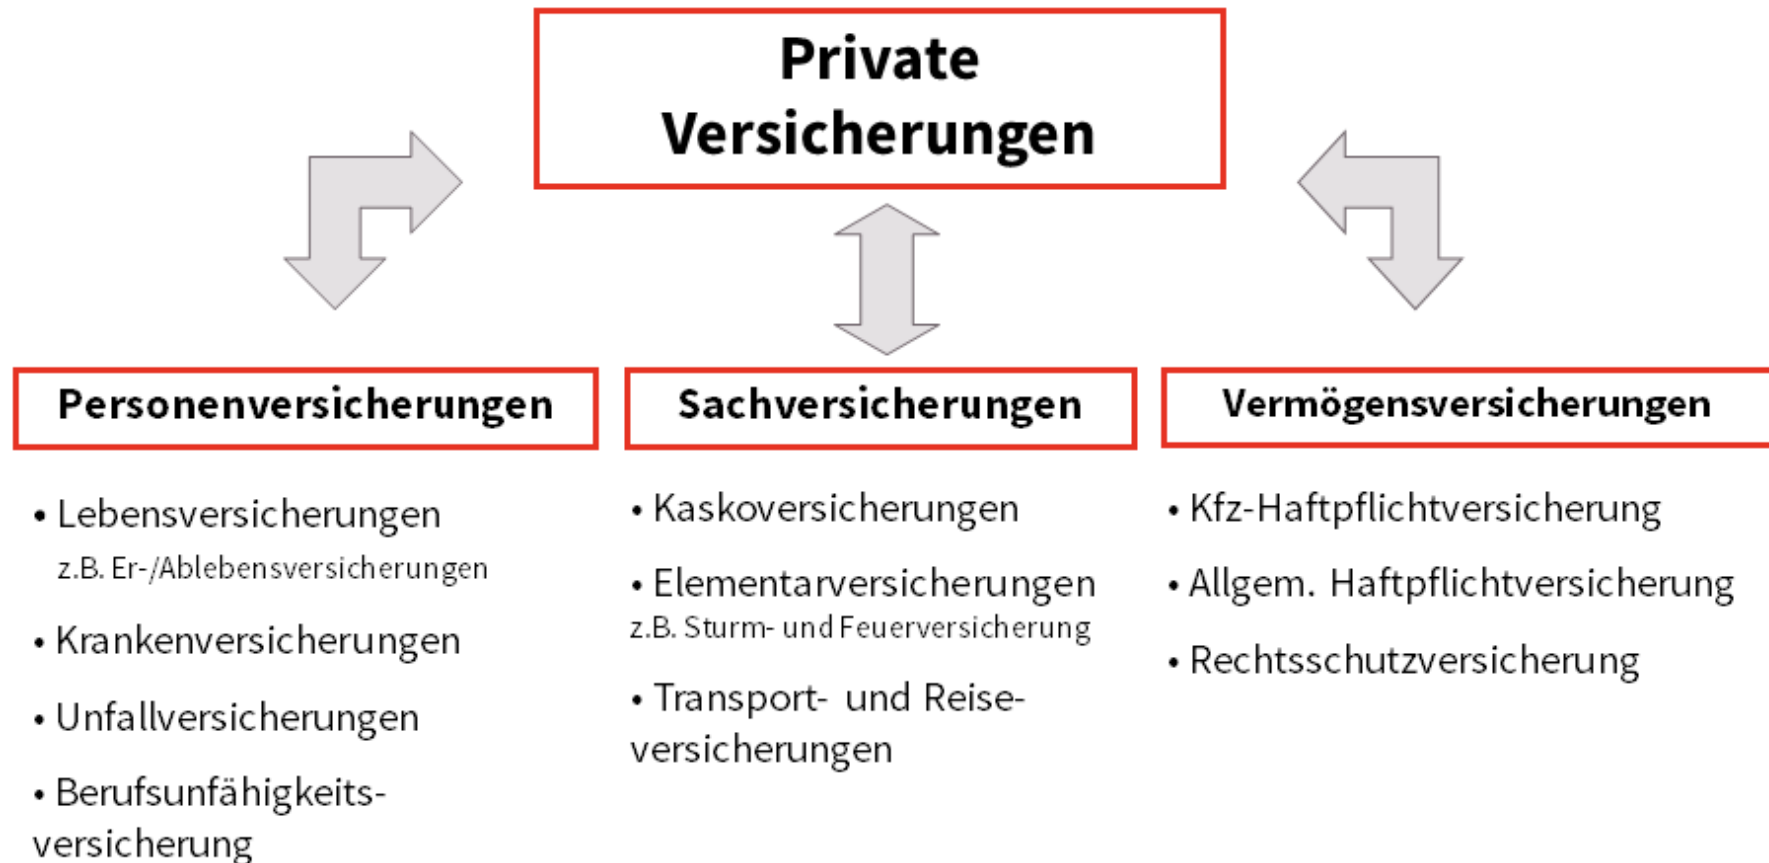 Private
Versicherungen
Personenversicherungen
• Lebensversicherungen
z.B. Er-/Ablebensversicherungen
• Krankenversicherungen
• Unfallversicherungen
• Berufsunfähigkeits-
versicherung
Sachversicherungen
• Kaskoversicherungen
• Elementarversicherungen
z.B. Sturm- und Feuerversicherung
• Transport- und Reise-
versicherungen
Vermögensversicherungen
• Kfz-Haftpflichtversicherung
• Allgem. Haftpflichtversicherung
• Rechtsschutzversicherung